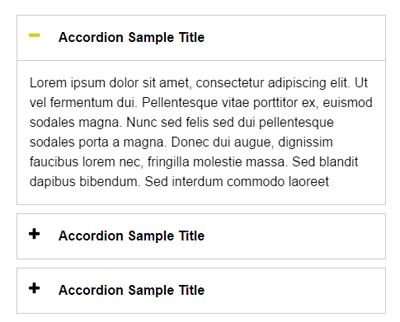 Accordion Sample Title
Lorem ipsum dolor sit amet, consectetur adipiscing elit. Ut
vel fermentum dui. Pellentesque vitae porttitor ex, euismod
sodales magna. Nunc sed felis sed dui pellentesque
sodales porta a magna. Donec dui augue, dignissim
faucibus lorem nec, fringilla molestie massa. Sed blandit
dapibus bibendum. Sed interdum commodo laoreet
Accordion Sample Title
Accordion Sample Title